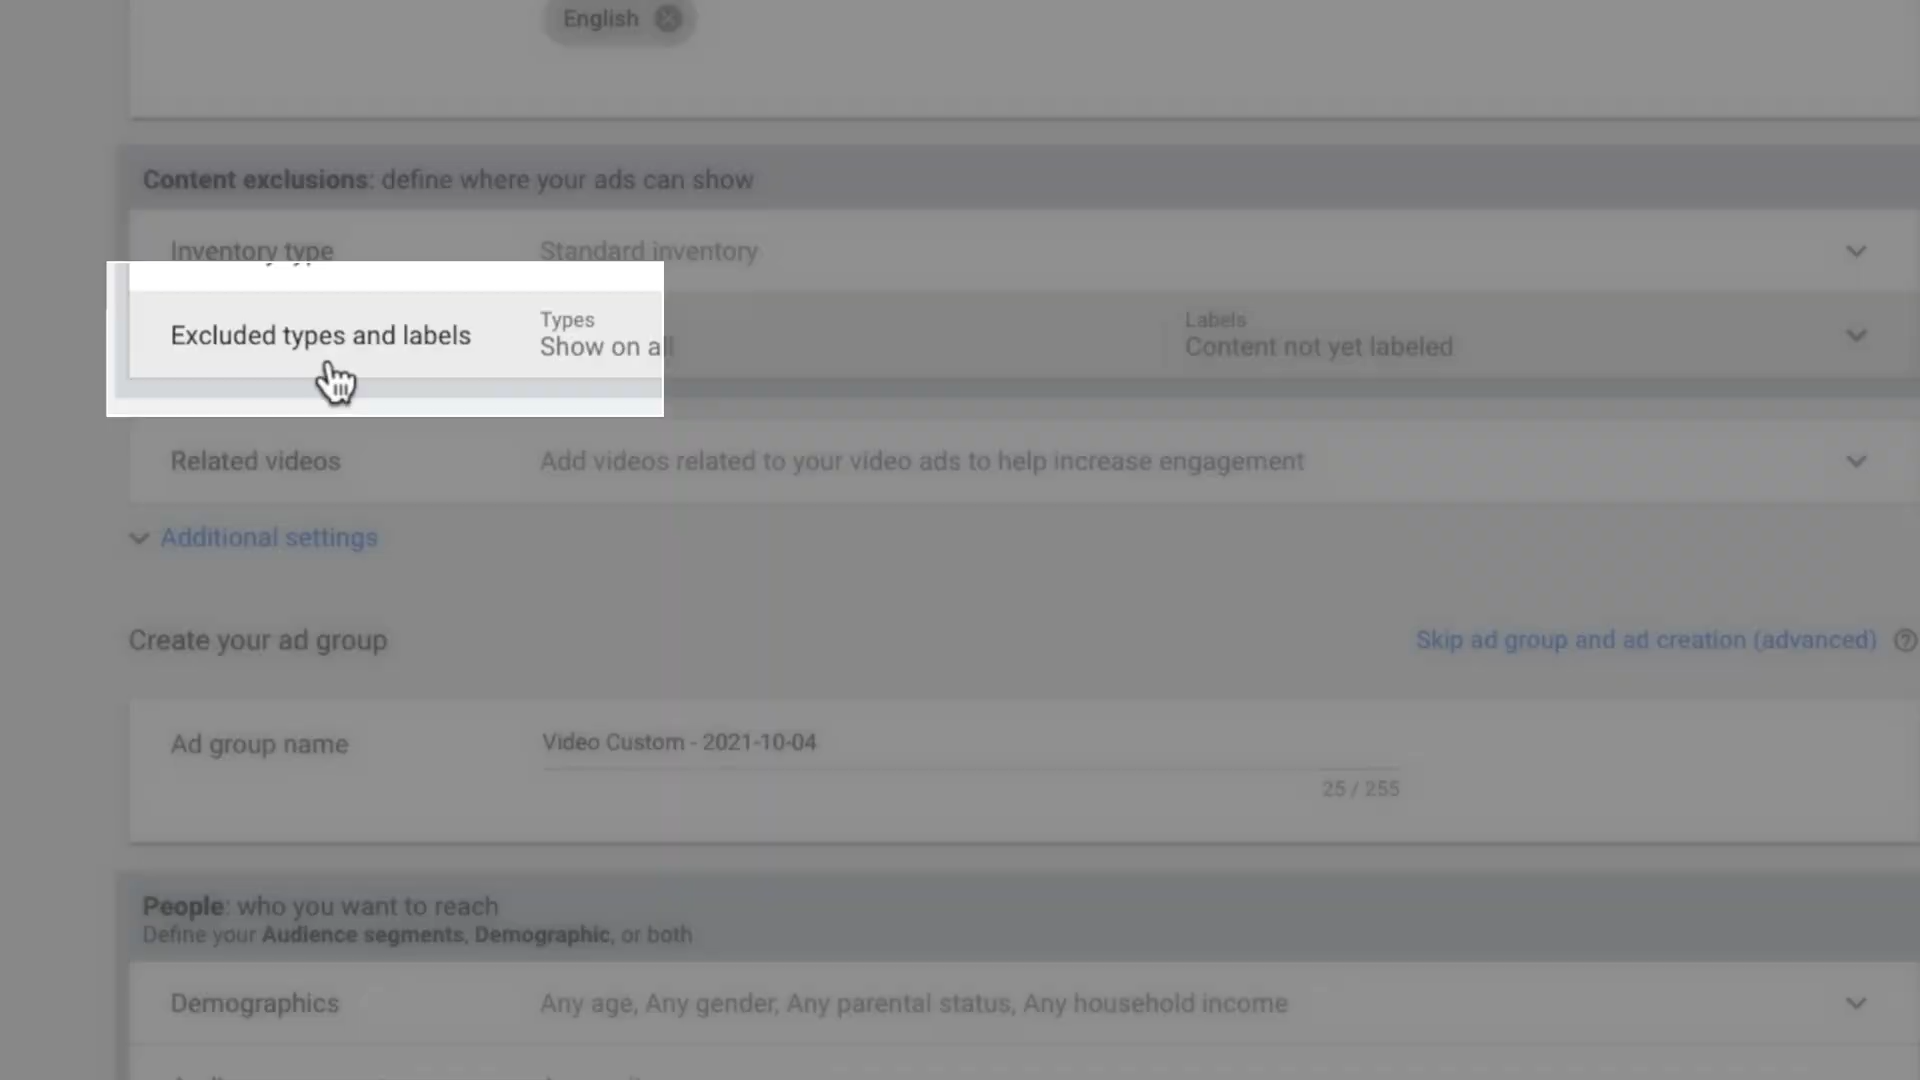 English
Content exclusions: define where your ads can show
Inventory type Standard inventory
Excluded types and labels
Types
Show on all
Labels
Content not yet labeled
Related videos Add videos related to your video ads to help increase engagement
Additional settings
Create your ad group Skip ad group and ad creation (advanced)
Ad group name Video Custom - 2021-10-04
25 / 255
People: who you want to reach
Define your Audience segments, Demographic, or both
Demographics Any age, Any gender, Any parental status, Any household income